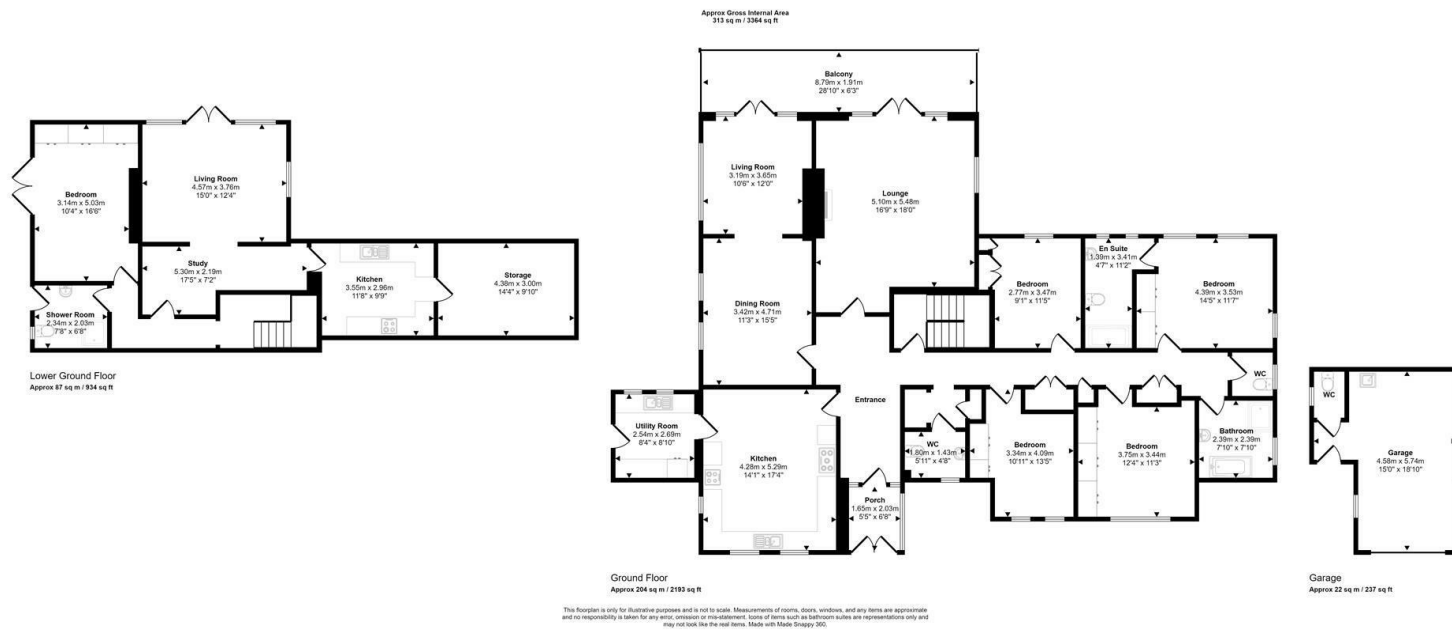 Approx Gross Internal Area
313 sq m / 3364 sq ft
Balcony
8.79m x 1.91m
28'10" x 6'3"
Living Room
4.57m x 3.76m
15'0" x 12'4"
Bedroom
3.14m x 5.03m
10'4" x 16'6"
Study
5.30m x 2.19m
17'5" x 7'2"
Kitchen
3.55m x 2.96m
11'8" x 9'9"
Storage
4.38m x 3.00m
14'4" x 9'10"
Shower Room
2.34m x 2.03m
7'8" x 6'8"
Lower Ground Floor
Approx 87 sq m / 934 sq ft
Living Room
3.19m x 3.65m
10'6" x 12'0"
Lounge
5.10m x 5.48m
16'9" x 18'0"
Dining Room
3.42m x 4.71m
11'3" x 15'5"
Bedroom
2.77m x 3.47m
9'1" x 11'5"
En Suite
1.39m x 3.41m
4'7" x 11'2"
Bedroom
4.39m x 3.53m
14'5" x 11'7"
WC
Entrance
Utility Room
2.54m x 2.69m
8'4" x 8'10"
Kitchen
4.28m x 5.29m
14'1" x 17'4"
WC
1.80m x 1.43m
5'11" x 4'8"
Bedroom
3.34m x 4.09m
10'11" x 13'5"
Bedroom
3.75m x 3.44m
12'4" x 11'3"
Bathroom
2.39m x 2.39m
7'10" x 7'10"
Porch
1.65m x 2.03m
5'5" x 6'8"
Ground Floor
Approx 204 sq m / 2193 sq ft
WC
Garage
4.58m x 5.74m
15'0" x 18'10"
Garage
Approx 22 sq m / 237 sq ft
This floorplan is only for illustrative purposes and is not to scale. Measurements of rooms, doors, windows, and any items are approximate
and no responsibility is taken for any error, omission or mis-statement. Icons of items such as bathroom suites are representations only and
may not look like the real items. Made with Made Snappy 360.